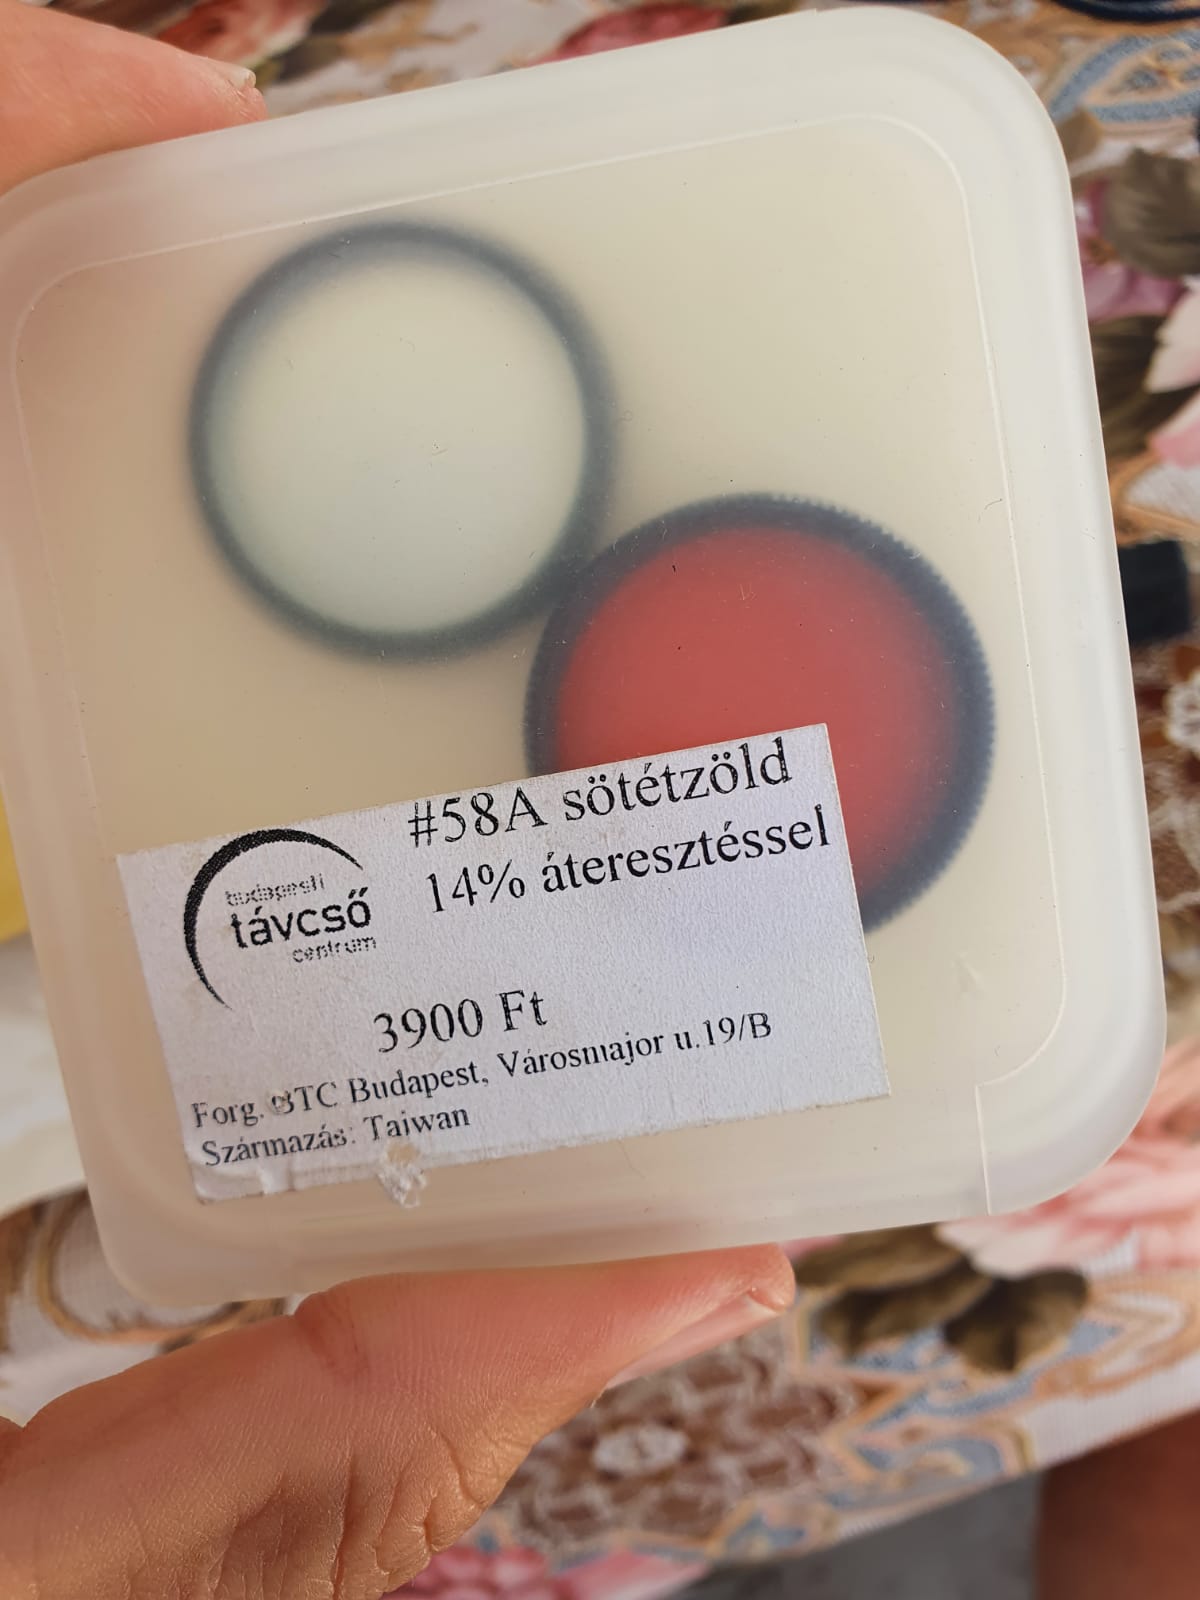 #58A sötétzöld
14% áteresztéssel
budapesti
távcső
centrum
3900 Ft
Forg. BTC Budapest, Városmajor u.19/B
Származás: Taiwan